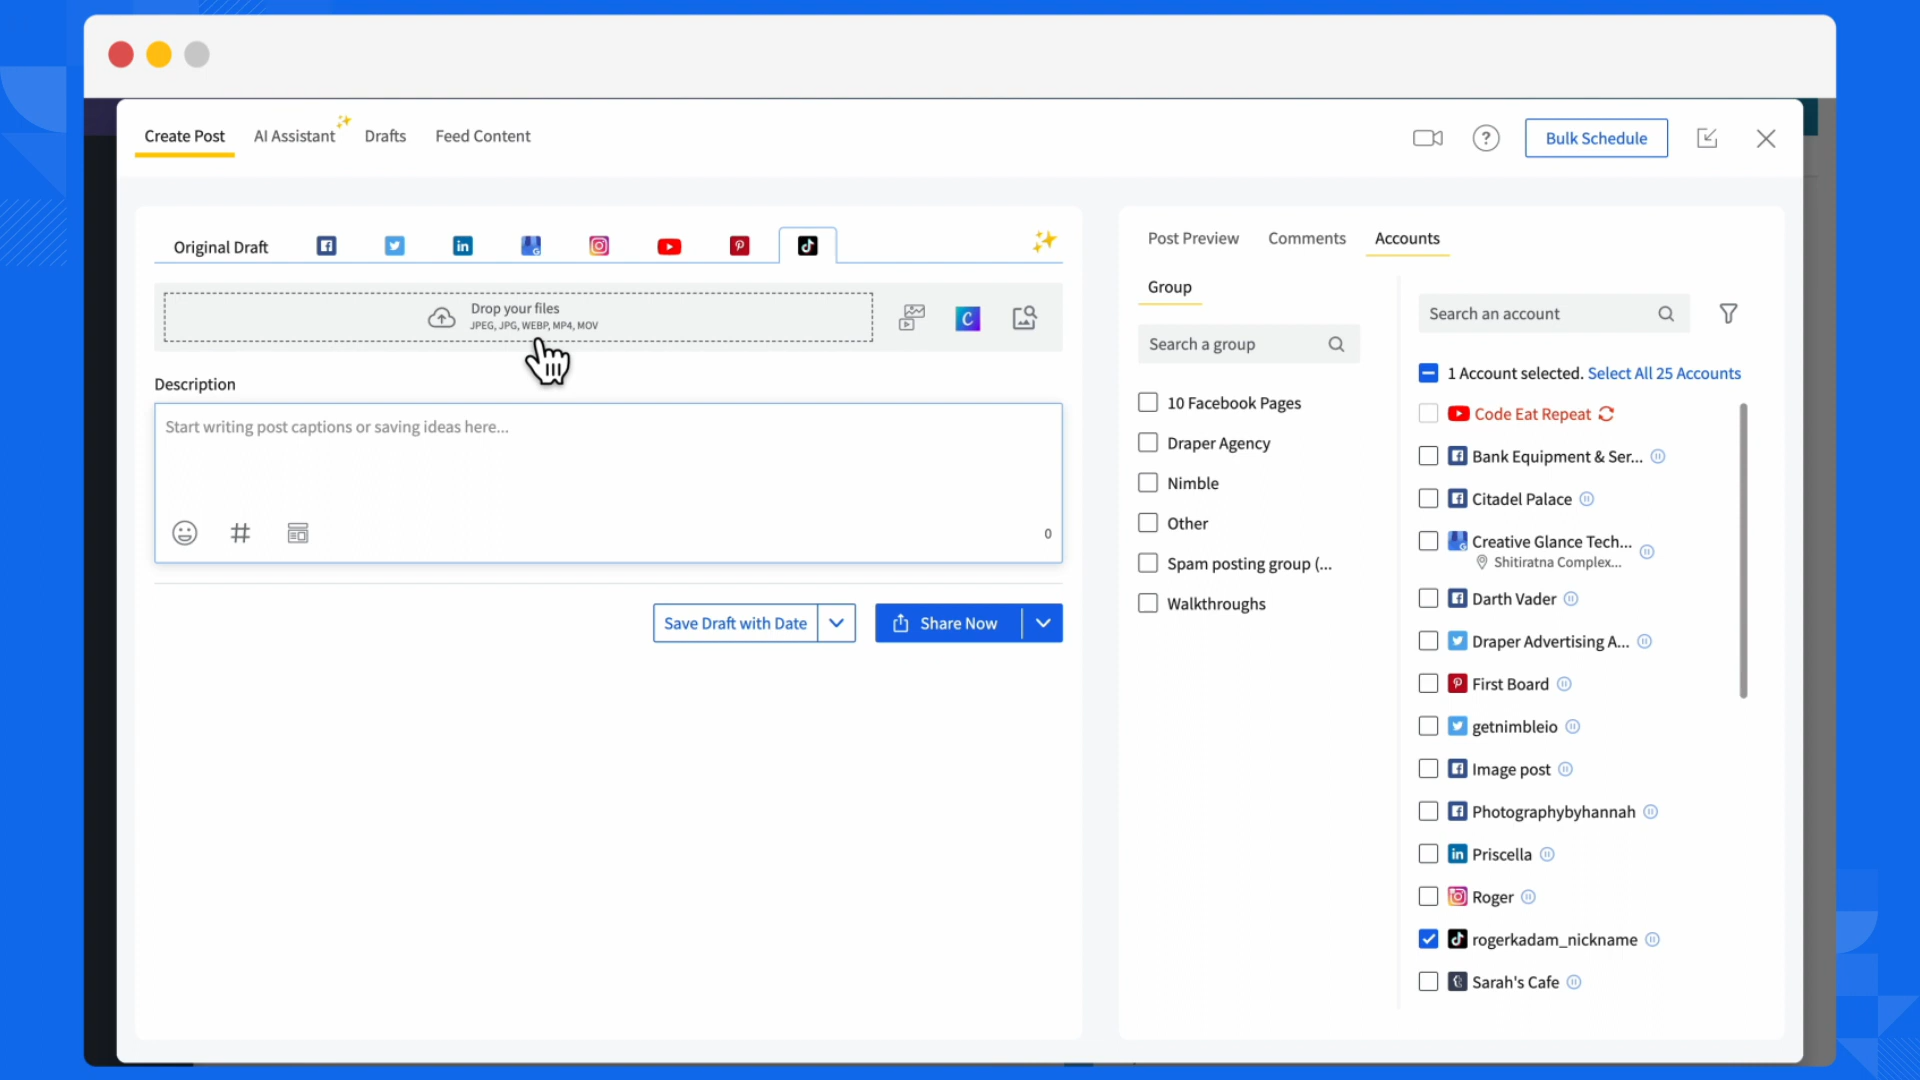 Create Post
AI Assistant
Drafts
Feed Content
Bulk Schedule
Original Draft
Drop your files
JPEG, JPG, WEBP, MP4, MOV
Description
Start writing post captions or saving ideas here...
0
Save Draft with Date
Share Now
Post Preview
Comments
Accounts
Group
Search a group
10 Facebook Pages
Draper Agency
Nimble
Other
Spam posting group (...
Walkthroughs
Search an account
1 Account selected. Select All 25 Accounts
Code Eat Repeat
Bank Equipment & Ser...
Citadel Palace
Creative Glance Tech...
Shitiratna Complex...
Darth Vader
Draper Advertising A...
First Board
getnimbleio
Image post
Photographybyhannah
Priscella
Roger
rogerkadam_nickname
Sarah's Cafe